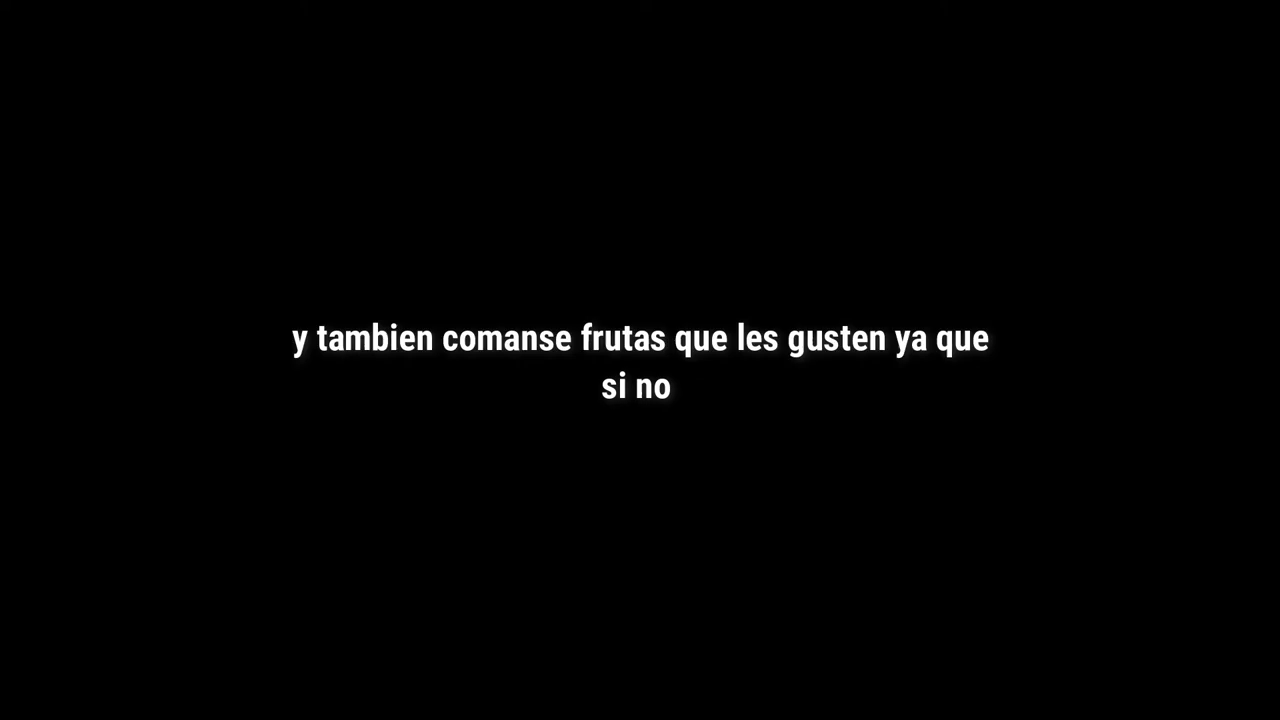 y tambien comanse frutas que les gusten ya que
si no